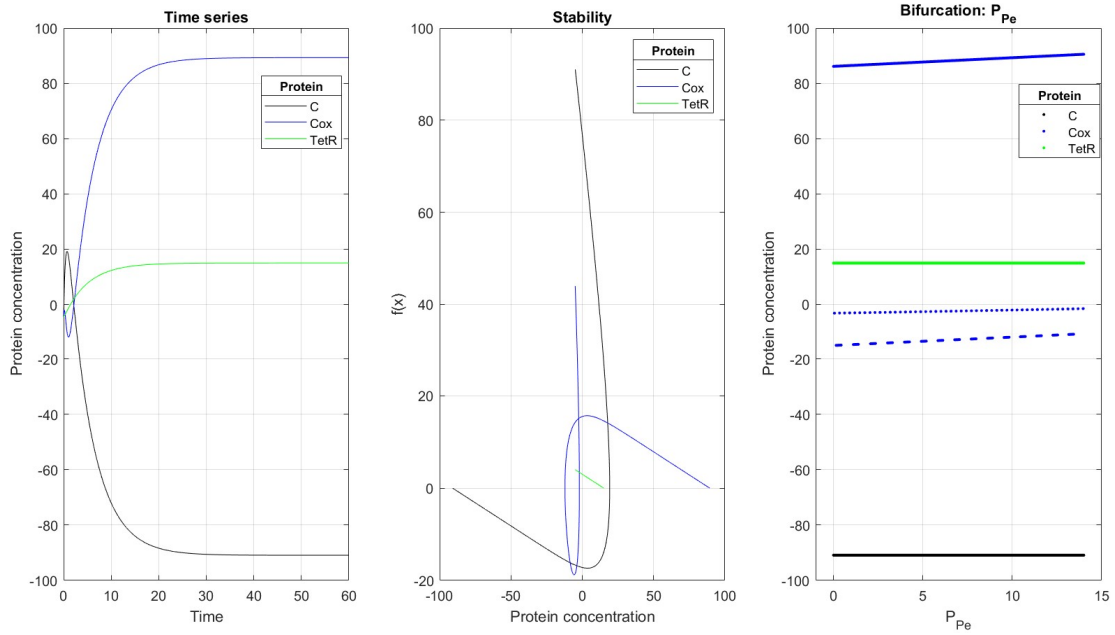 Time series
100
80
60
40
20
0
-20
-40
-60
-80
-100
0
10
20
30
40
50
60
Protein concentration
Time
Protein
C
Cox
TetR
Stability
100
80
60
40
20
0
-20
-100
-50
0
50
100
f(x)
Protein concentration
Protein
C
Cox
TetR
Bifurcation: P_Pe
100
80
60
40
20
0
-20
-40
-60
-80
-100
0
5
10
15
Protein concentration
P_Pe
Protein
C
Cox
TetR